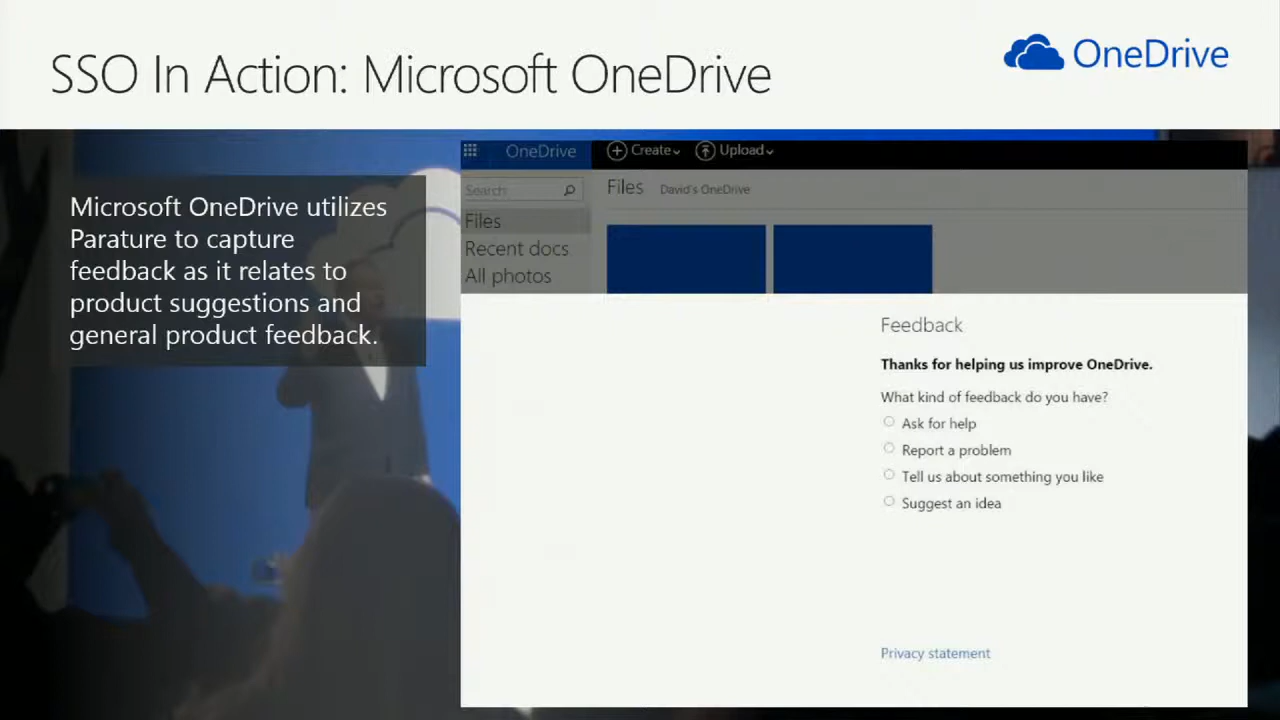 SSO In Action: Microsoft OneDrive
OneDrive
Microsoft OneDrive utilizes
Parature to capture
feedback as it relates to
product suggestions and
general product feedback.
OneDrive Create Upload
Search
Files David's OneDrive
Files
Recent docs
All photos
Feedback
Thanks for helping us improve OneDrive.
What kind of feedback do you have?
Ask for help
Report a problem
Tell us about something you like
Suggest an idea
Privacy statement